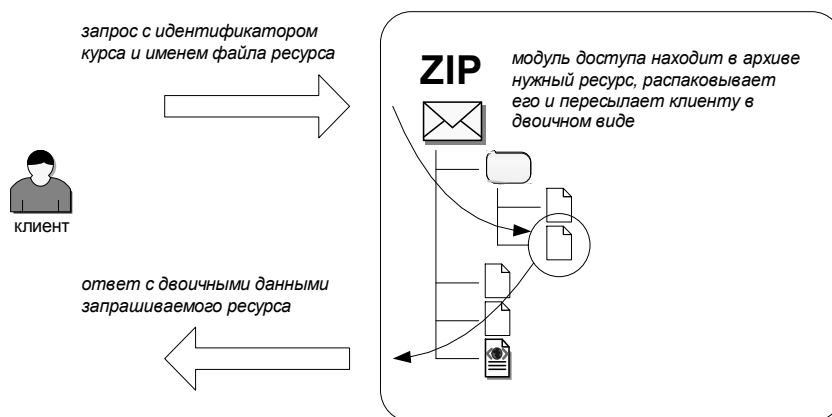 запрос с идентификатором
курса и именем файла ресурса
ZIP
модуль доступа находит в архиве
нужный ресурс, распаковывает
его и пересылает клиенту в
двоичном виде
клиент
ответ с двоичными данными
запрашиваемого ресурса